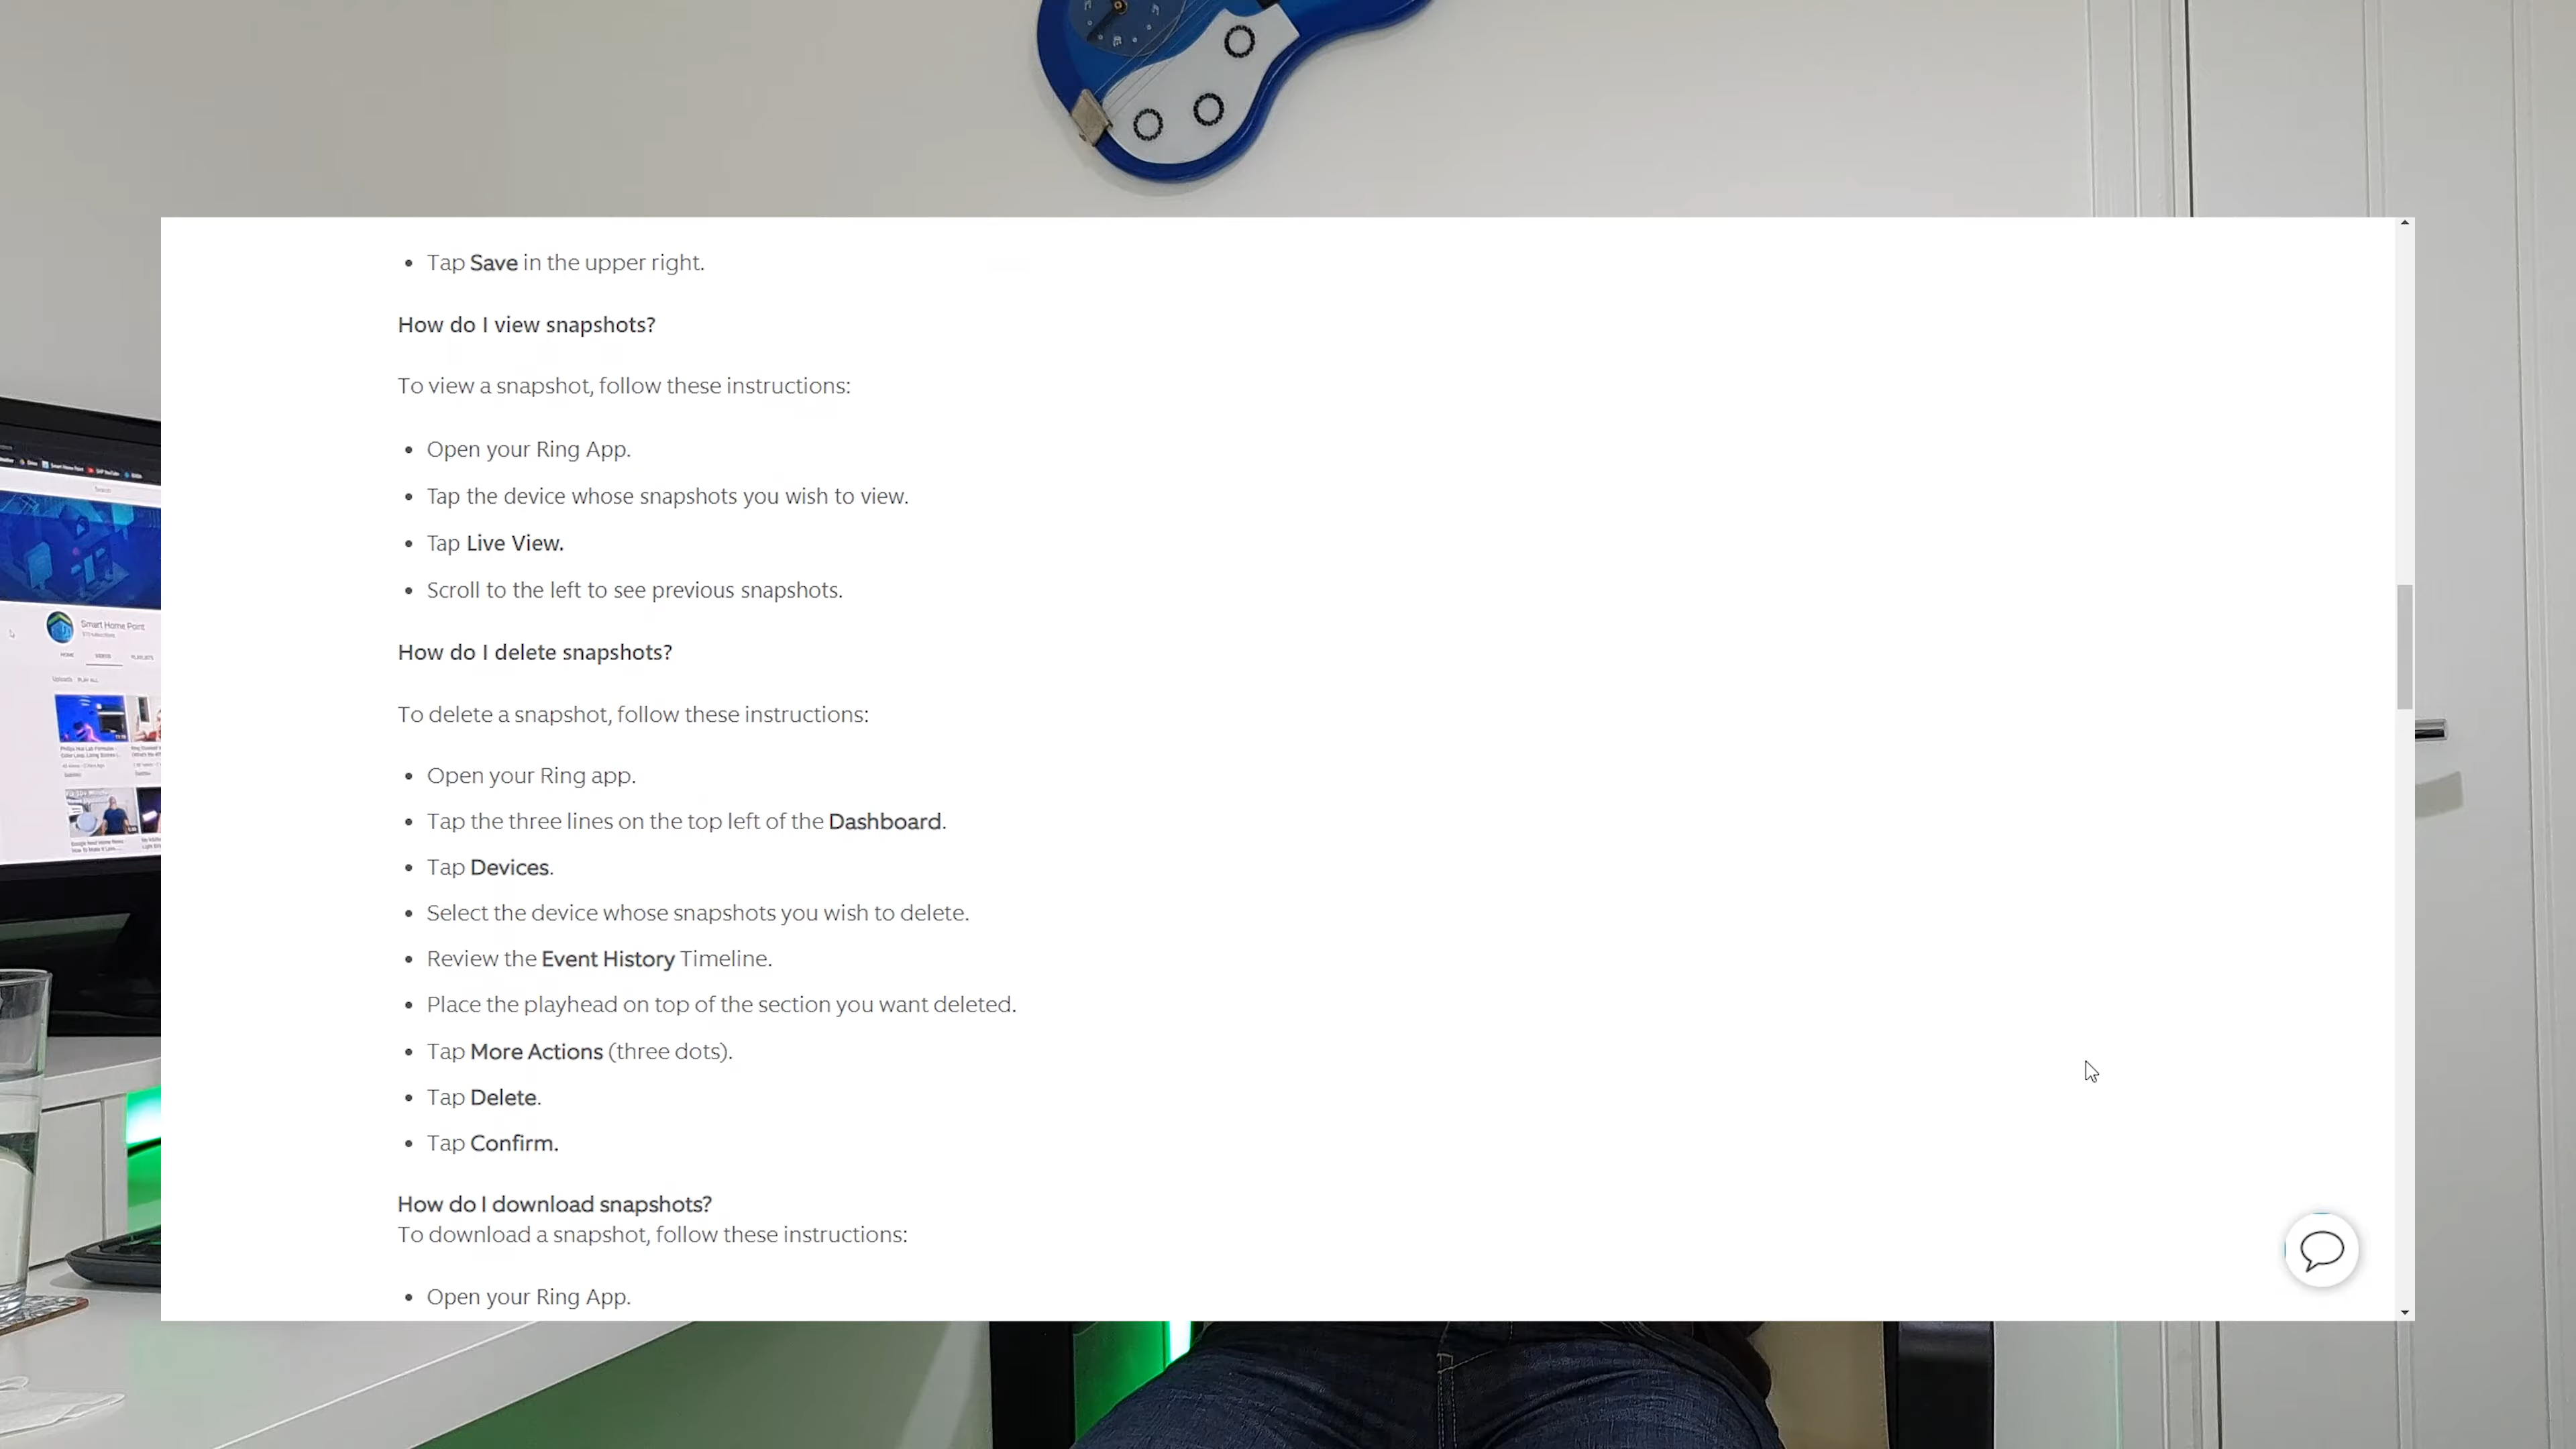 Tap Save in the upper right.
How do I view snapshots?
To view a snapshot, follow these instructions:
Open your Ring App.
Tap the device whose snapshots you wish to view.
Tap Live View.
Scroll to the left to see previous snapshots.
How do I delete snapshots?
To delete a snapshot, follow these instructions:
Open your Ring app.
Tap the three lines on the top left of the Dashboard.
Tap Devices.
Select the device whose snapshots you wish to delete.
Review the Event History Timeline.
Place the playhead on top of the section you want deleted.
Tap More Actions (three dots).
Tap Delete.
Tap Confirm.
How do I download snapshots?
To download a snapshot, follow these instructions:
Open your Ring App.
Smart Home Point